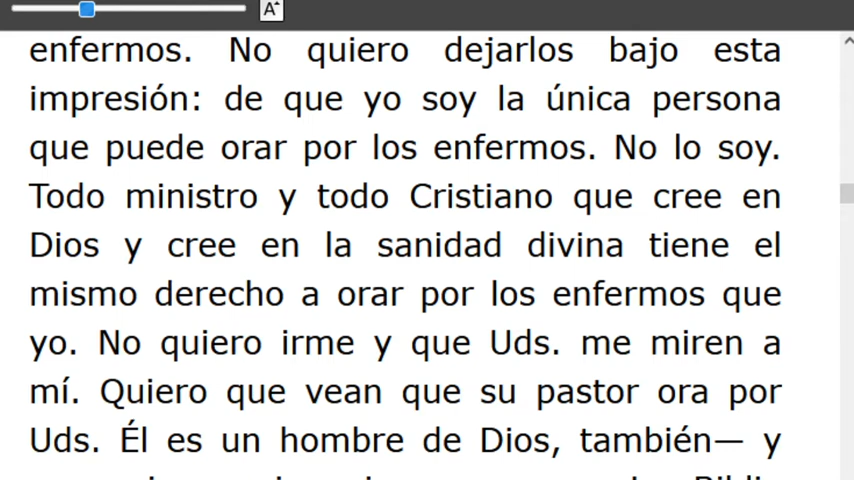 A
enfermos. No quiero dejarlos bajo esta
impresión: de que yo soy la única persona
que puede orar por los enfermos. No lo soy.
Todo ministro y todo Cristiano que cree en
Dios y cree en la sanidad divina tiene el
mismo derecho a orar por los enfermos que
yo. No quiero irme y que Uds. me miren a
mí. Quiero que vean que su pastor ora por
Uds. Él es un hombre de Dios, también— y